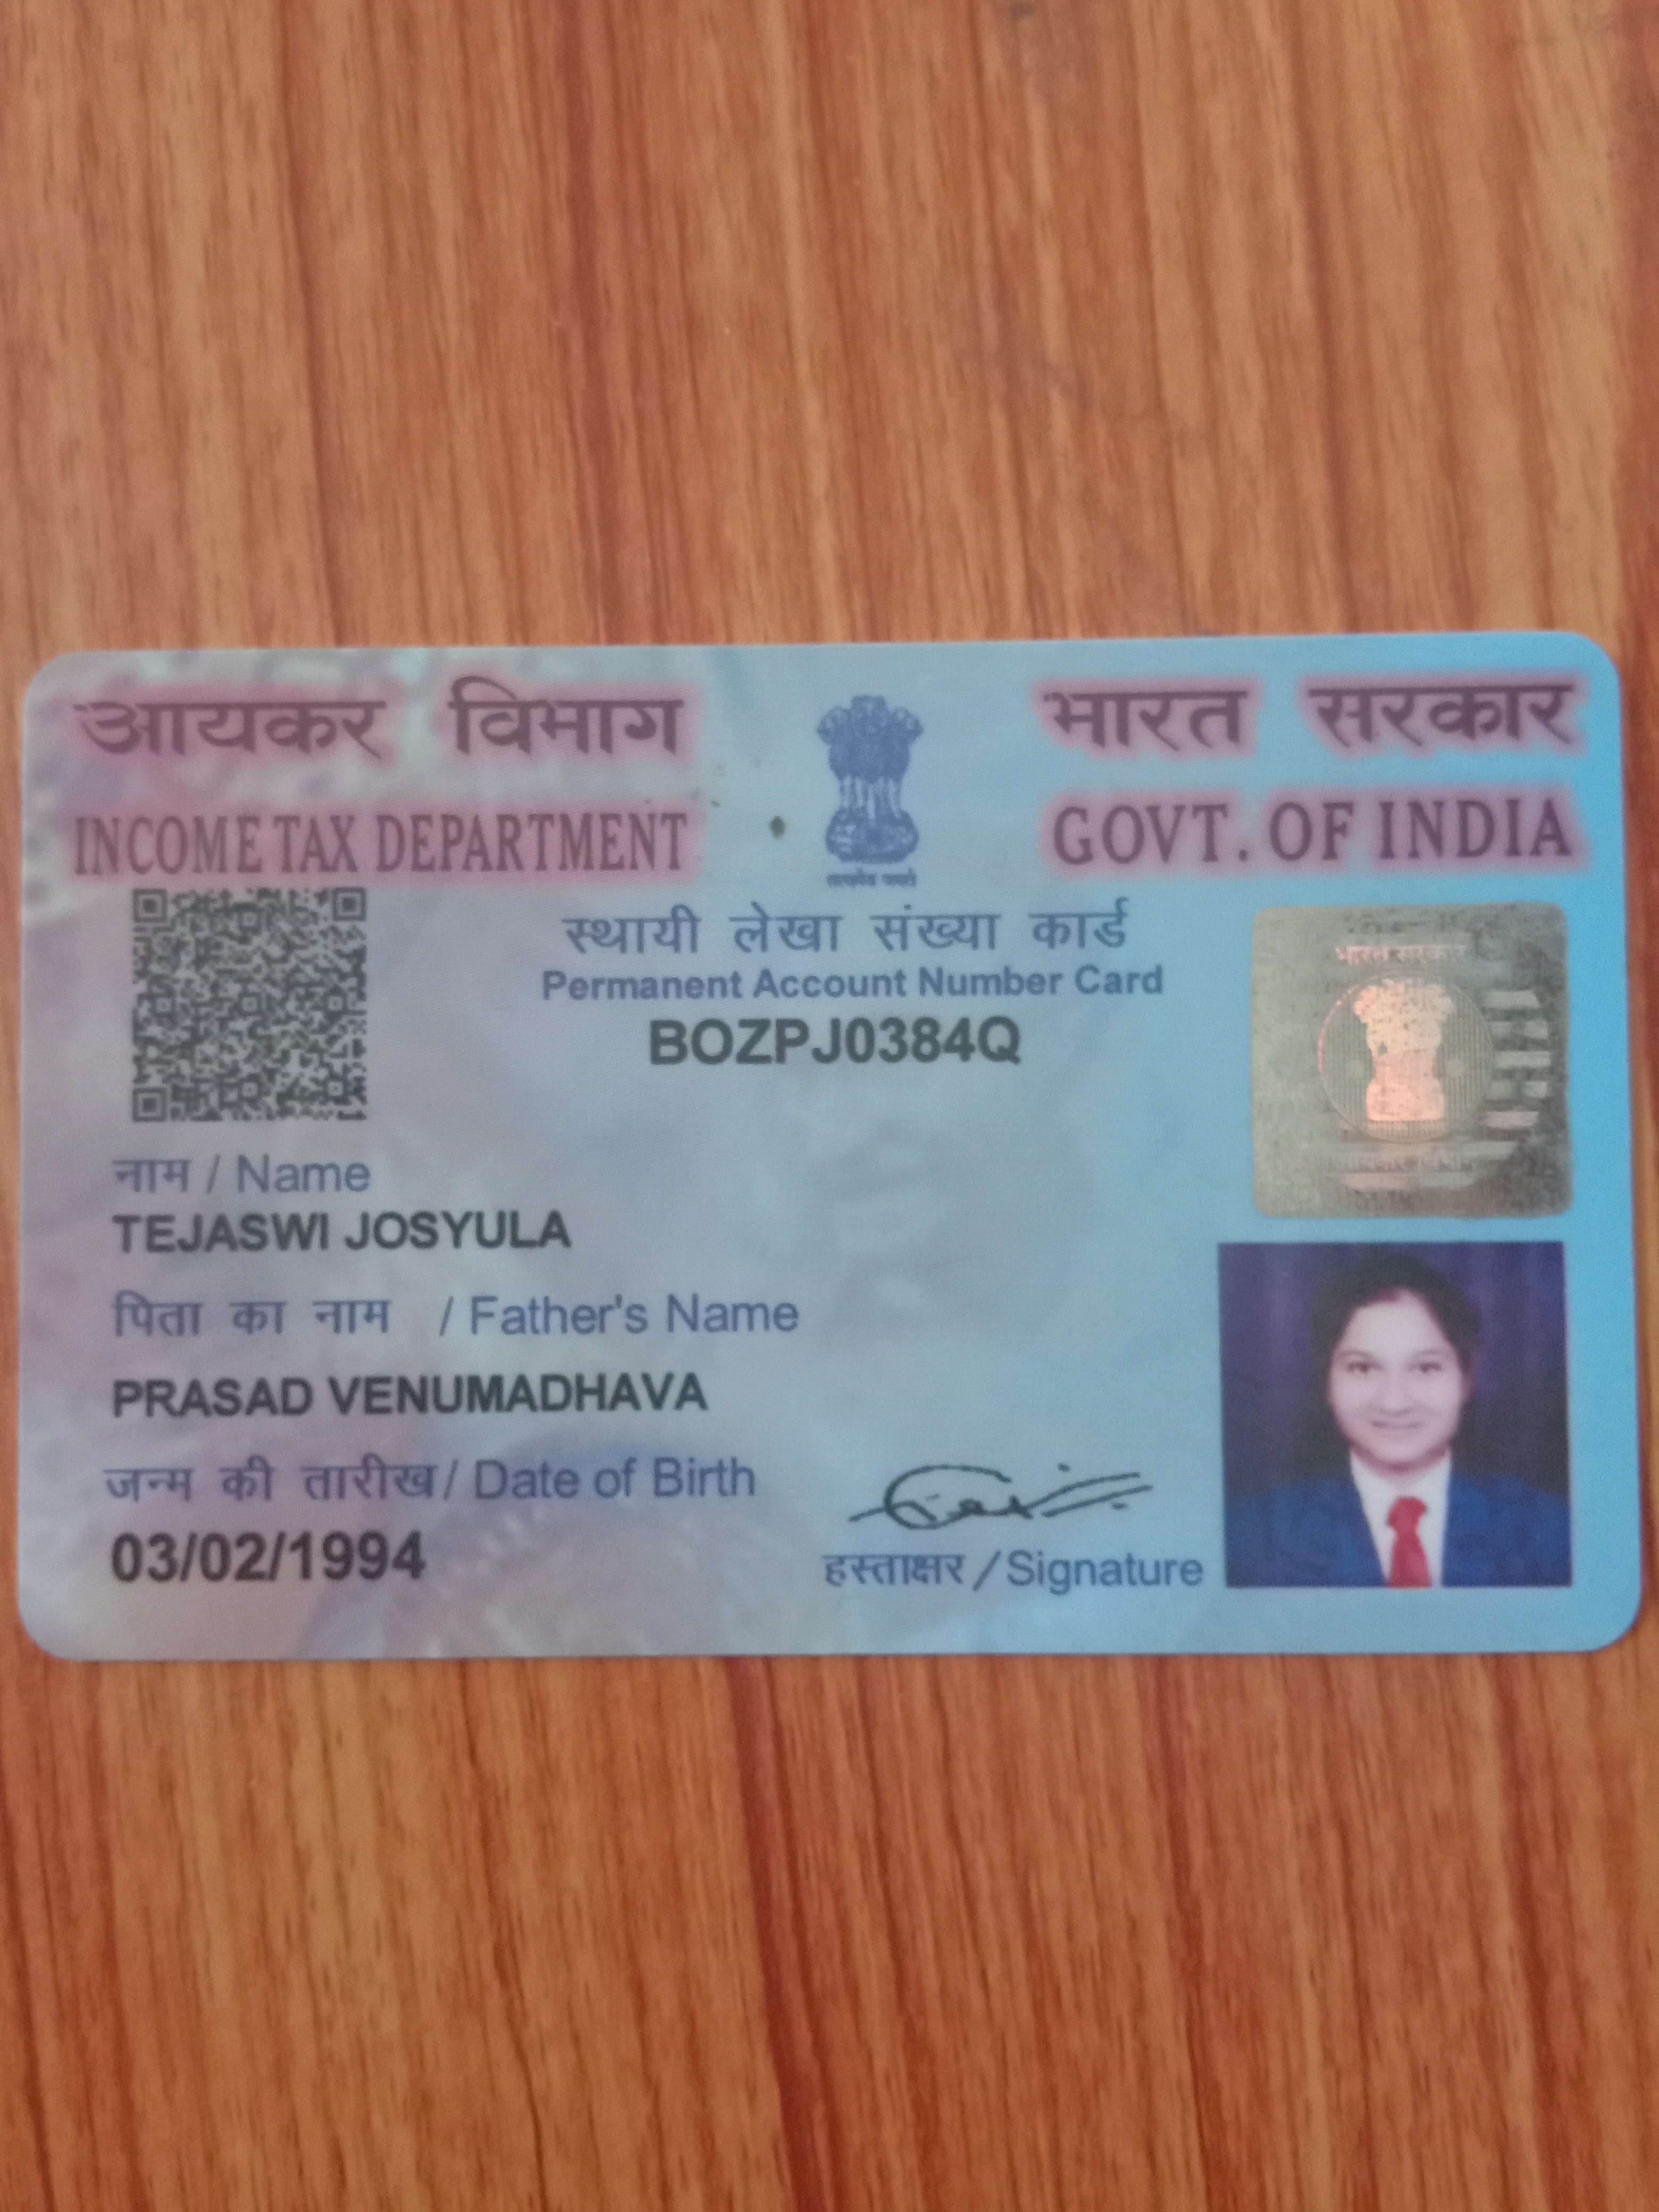 आयकर विभाग
INCOME TAX DEPARTMENT
भारत सरकार
GOVT. OF INDIA
सत्यमेव जयते
स्थायी लेखा संख्या कार्ड
Permanent Account Number Card
BOZPJ0384Q
भारत सरकार
नाम / Name
TEJASWI JOSYULA
पिता का नाम / Father's Name
PRASAD VENUMADHAVA
जन्म की तारीख / Date of Birth
03/02/1994
हस्ताक्षर / Signature